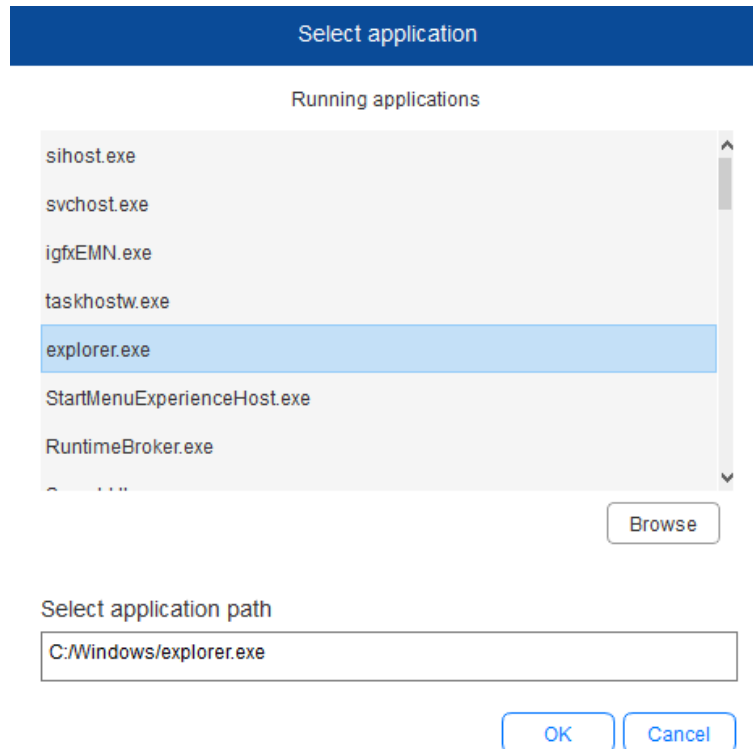 Select application
Running applications
sihost.exe
svchost.exe
igfxEMN.exe
taskhostw.exe
explorer.exe
StartMenuExperienceHost.exe
RuntimeBroker.exe
Browse
Select application path
C:/Windows/explorer.exe
OK
Cancel